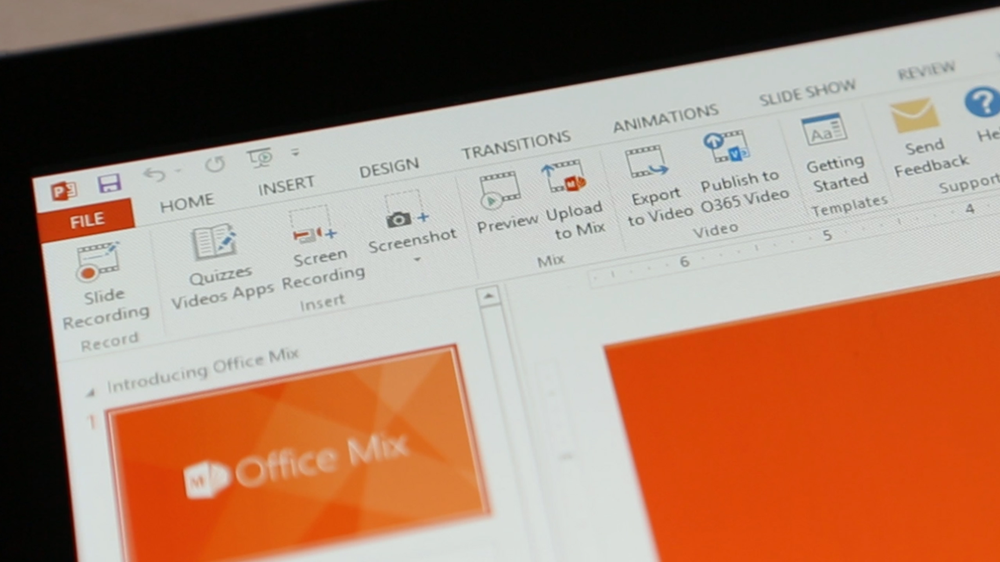 FILE
HOME
INSERT
DESIGN
TRANSITIONS
ANIMATIONS
SLIDE SHOW
REVIEW
Slide
Recording
Record
Quizzes
Videos Apps
Screen
Recording
Screenshot
Insert
Preview
Upload
to Mix
Mix
Export
to Video
Publish to
O365 Video
Video
Getting
Started
Templates
Send
Feedback
Support
6 5 4
Introducing Office Mix
1
Office Mix